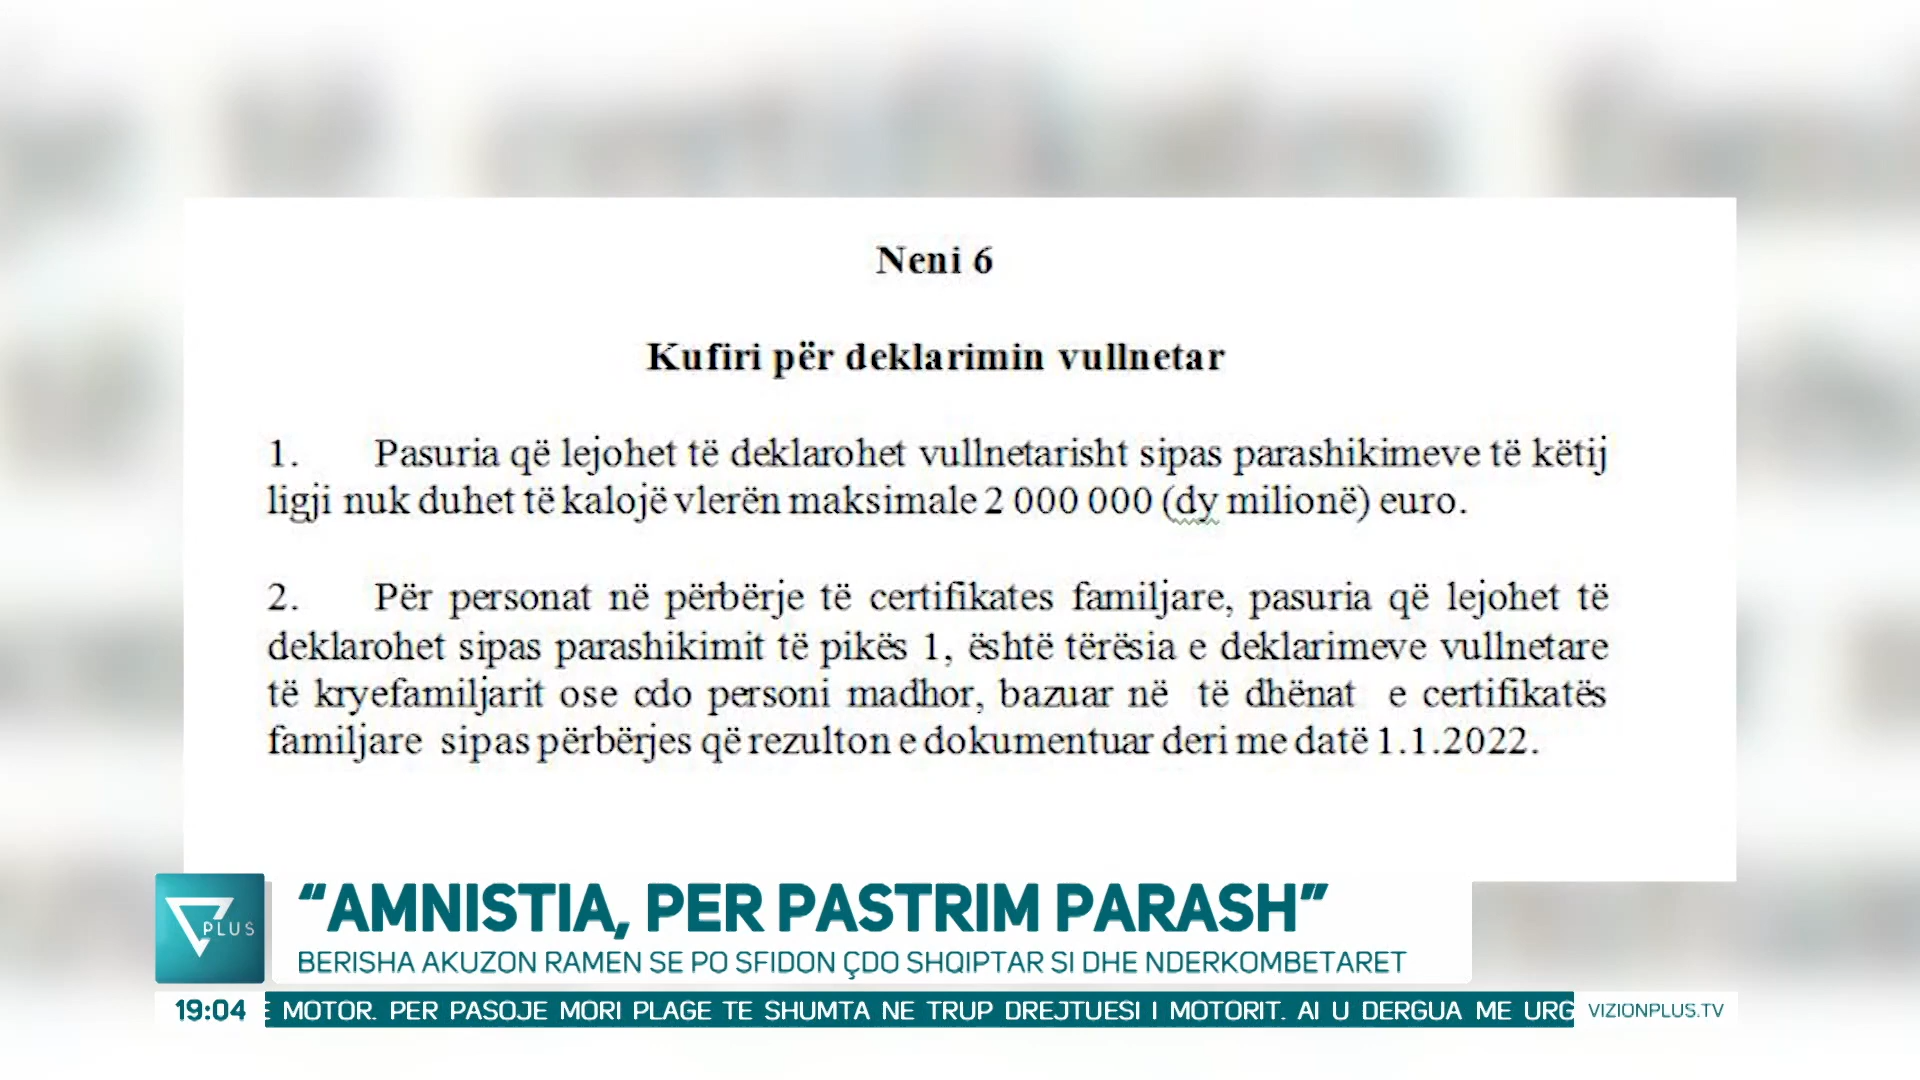 Neni 6
Kufiri për deklarimin vullnetar
1. Pasuria që lejohet të deklarohet vullnetarisht sipas parashikimeve të këtij
ligji nuk duhet të kalojë vlerën maksimale 2 000 000 (dy milionë) euro.
2. Për personat në përbërje të certifikates familjare, pasuria që lejohet të
deklarohet sipas parashikimit të pikës 1, është tërësia e deklarimeve vullnetare
të kryefamiljarit ose cdo personi madhor, bazuar në të dhënat e certifikatës
familjare sipas përbërjes që rezulton e dokumentuar deri me datë 1.1.2022.
PLUS
“AMNISTIA, PER PASTRIM PARASH”
BERISHA AKUZON RAMEN SE PO SFIDON ÇDO SHQIPTAR SI DHE NDERKOMBETARET
19:04 E MOTOR. PER PASOJE MORI PLAGE TE SHUMTA NE TRUP DREJTUESI I MOTORIT. AI U DERGUA ME URG VIZIONPLUS.TV